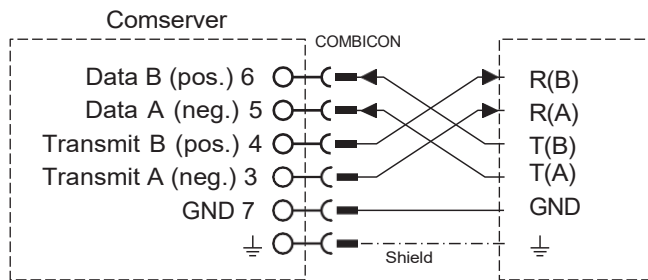 Comserver
COMBICON
Data B (pos.) 6
R(B)
Data A (neg.) 5
R(A)
Transmit B (pos.) 4
T(B)
Transmit A (neg.) 3
T(A)
GND 7
GND
Shield